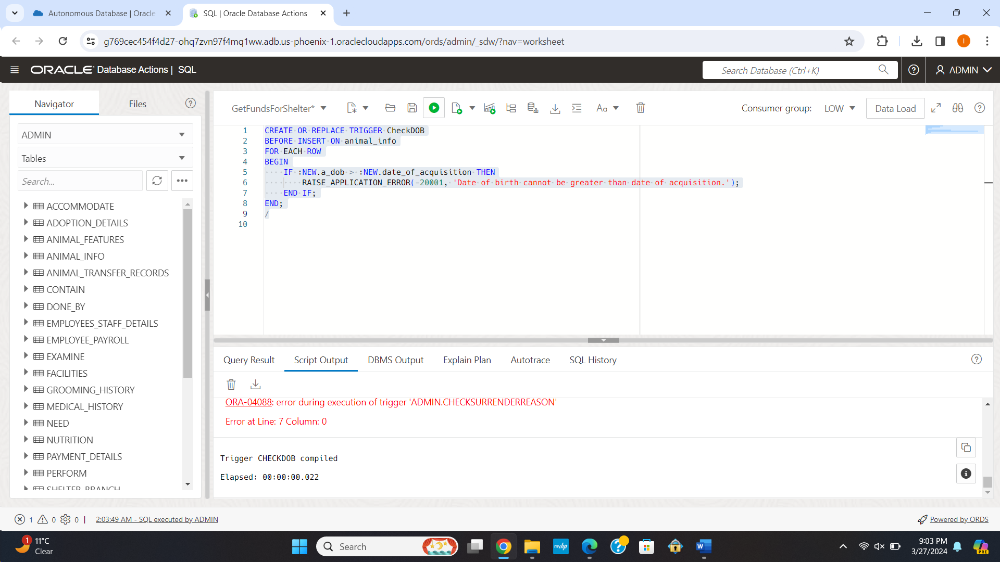 Autonomous Database | Oracle
SQL | Oracle Database Actions
g769cec454f4d27-ohq7zvn97f4mq1ww.adb.us-phoenix-1.oraclecloudapps.com/ords/admin/_sdw/?nav=worksheet
I
ORACLE Database Actions | SQL
Search Database (Ctrl+K)
ADMIN
Navigator
Files
ADMIN
Tables
Search...
ACCOMMODATE
ADOPTION_DETAILS
ANIMAL_FEATURES
ANIMAL_INFO
ANIMAL_TRANSFER_RECORDS
CONTAIN
DONE_BY
EMPLOYEES_STAFF_DETAILS
EMPLOYEE_PAYROLL
EXAMINE
FACILITIES
GROOMING_HISTORY
MEDICAL_HISTORY
NEED
NUTRITION
PAYMENT_DETAILS
PERFORM
SHELTER_BRANCH
GetFundsForShelter*
Aa
Consumer group: LOW
Data Load
1 CREATE OR REPLACE TRIGGER CheckDOB
2 BEFORE INSERT ON animal_info
3 FOR EACH ROW
4 BEGIN
5 IF :NEW.a_dob > :NEW.date_of_acquisition THEN
6 RAISE_APPLICATION_ERROR(-20001, 'Date of birth cannot be greater than date of acquisition.');
7 END IF;
8 END;
9 /
10
Query Result
Script Output
DBMS Output
Explain Plan
Autotrace
SQL History
ORA-04088: error during execution of trigger 'ADMIN.CHECKSURRENDERREASON'
Error at Line: 7 Column: 0
Trigger CHECKDOB compiled
Elapsed: 00:00:00.022
1 0 0 | 2:03:49 AM - SQL executed by ADMIN
Powered by ORDS
1
11°C
Clear
Search
myhp
W
9:03 PM
3/27/2024
PRE